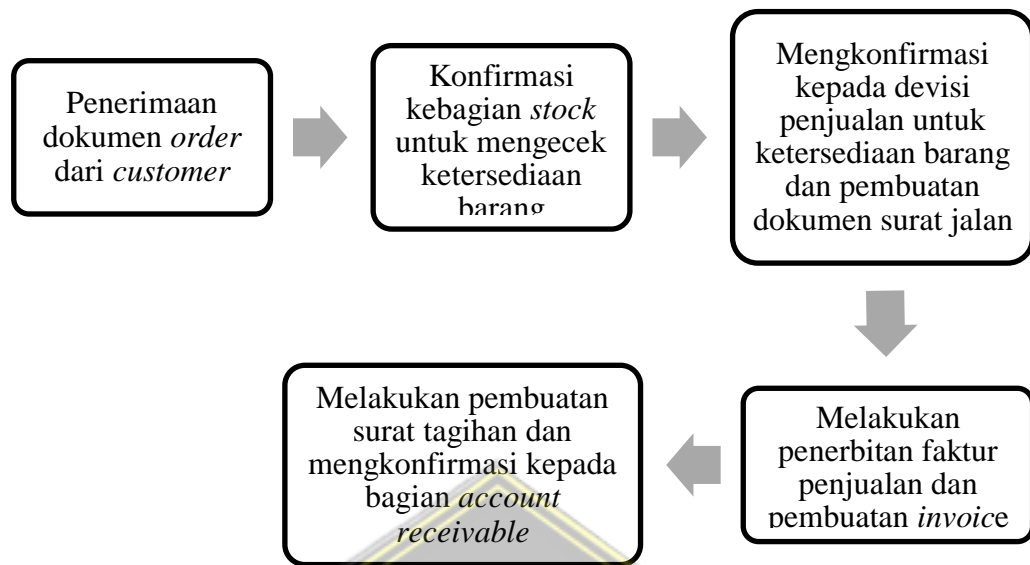 Penerimaan
dokumen order
dari customer
Konfirmasi
kebagian stock
untuk mengecek
ketersediaan
barang
Mengkonfirmasi
kepada devisi
penjualan untuk
ketersediaan barang
dan pembuatan
dokumen surat jalan
Melakukan
penerbitan faktur
penjualan dan
pembuatan invoice
Melakukan pembuatan
surat tagihan dan
mengkonfirmasi kepada
bagian account
receivable